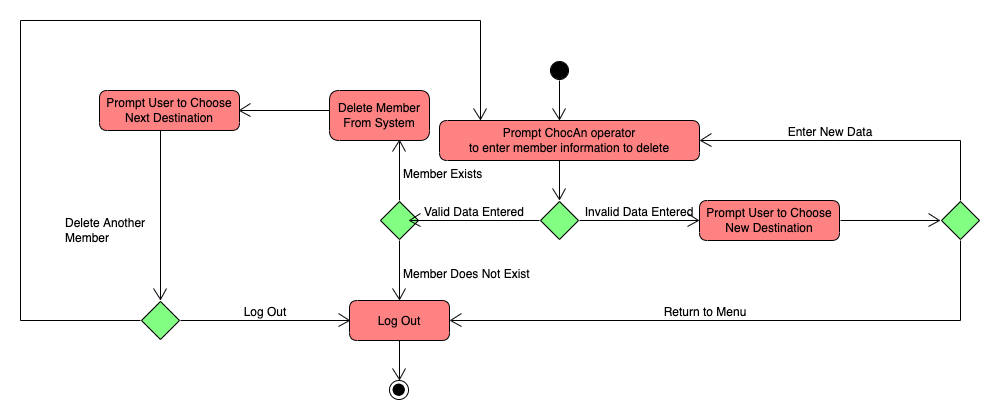 Prompt User to Choose
Next Destination
Delete Member
From System
Prompt ChocAn operator
to enter member information to delete
Enter New Data
Member Exists
Delete Another
Member
Valid Data Entered
Invalid Data Entered
Prompt User to Choose
New Destination
Member Does Not Exist
Log Out
Log Out
Return to Menu